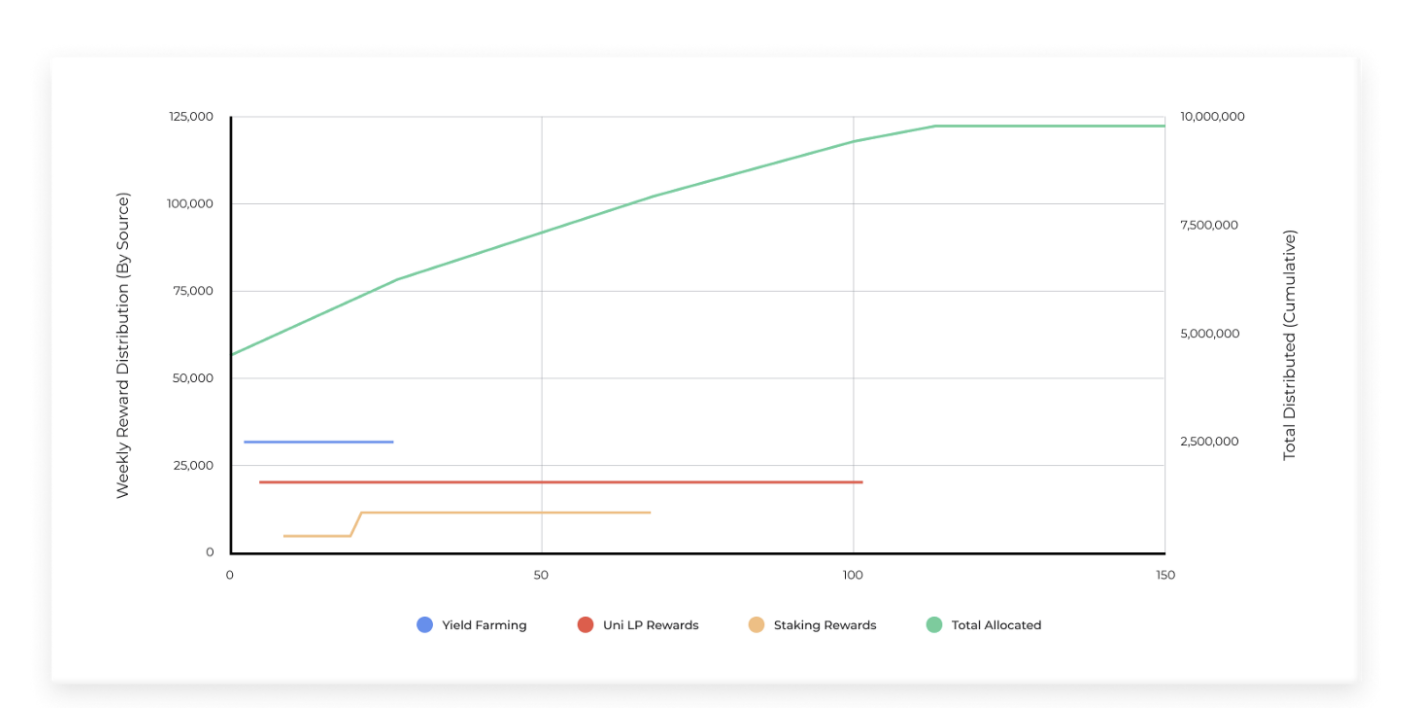 125,000
100,000
75,000
50,000
25,000
0
Weekly Reward Distribution (By Source)
10,000,000
7,500,000
5,000,000
2,500,000
Total Distributed (Cumulative)
0 50 100 150
Yield Farming Uni LP Rewards Staking Rewards Total Allocated